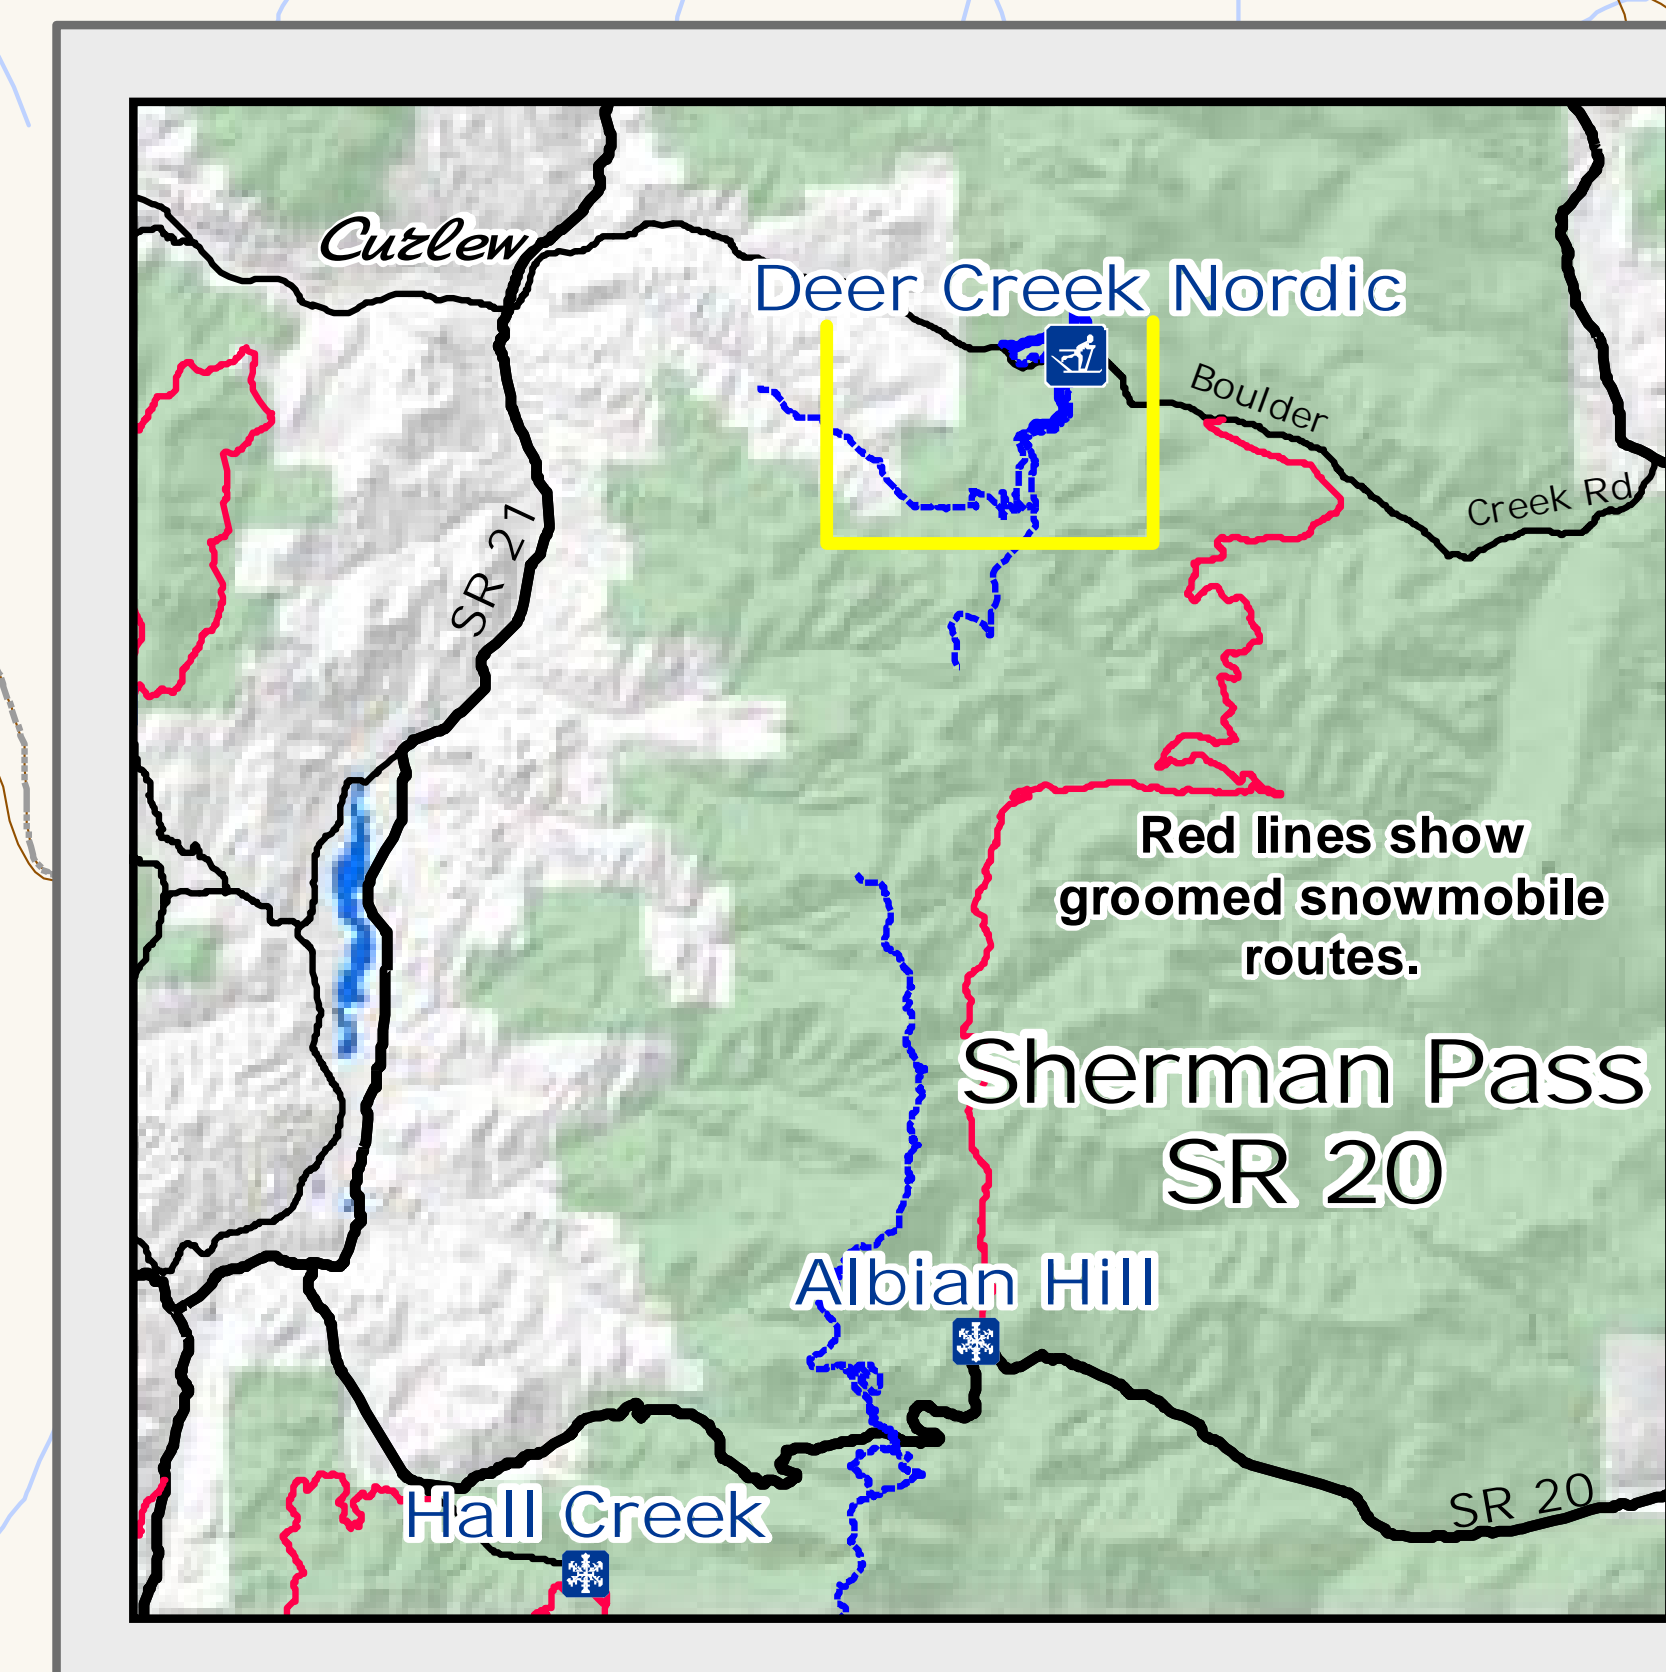 Curlew
Deer Creek Nordic
Boulder
Creek Rd
SR 21
Red lines show
groomed snowmobile
routes.
Sherman Pass
SR 20
Albian Hill
SR 20
Hall Creek